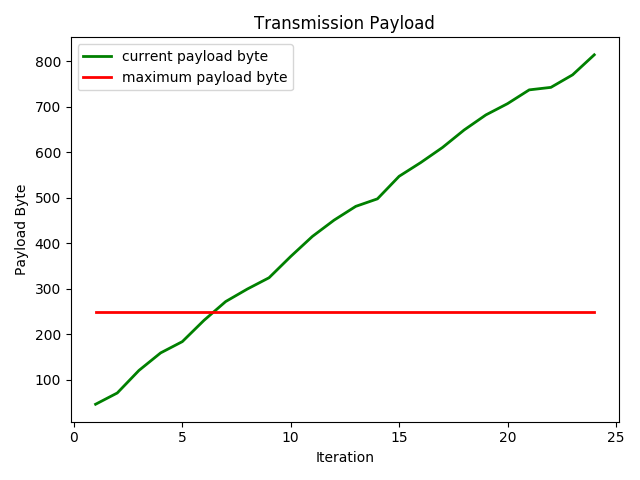 Transmission Payload
current payload byte
maximum payload byte
800
700
600
500
400
300
200
100
Payload Byte
0 5 10 15 20 25
Iteration